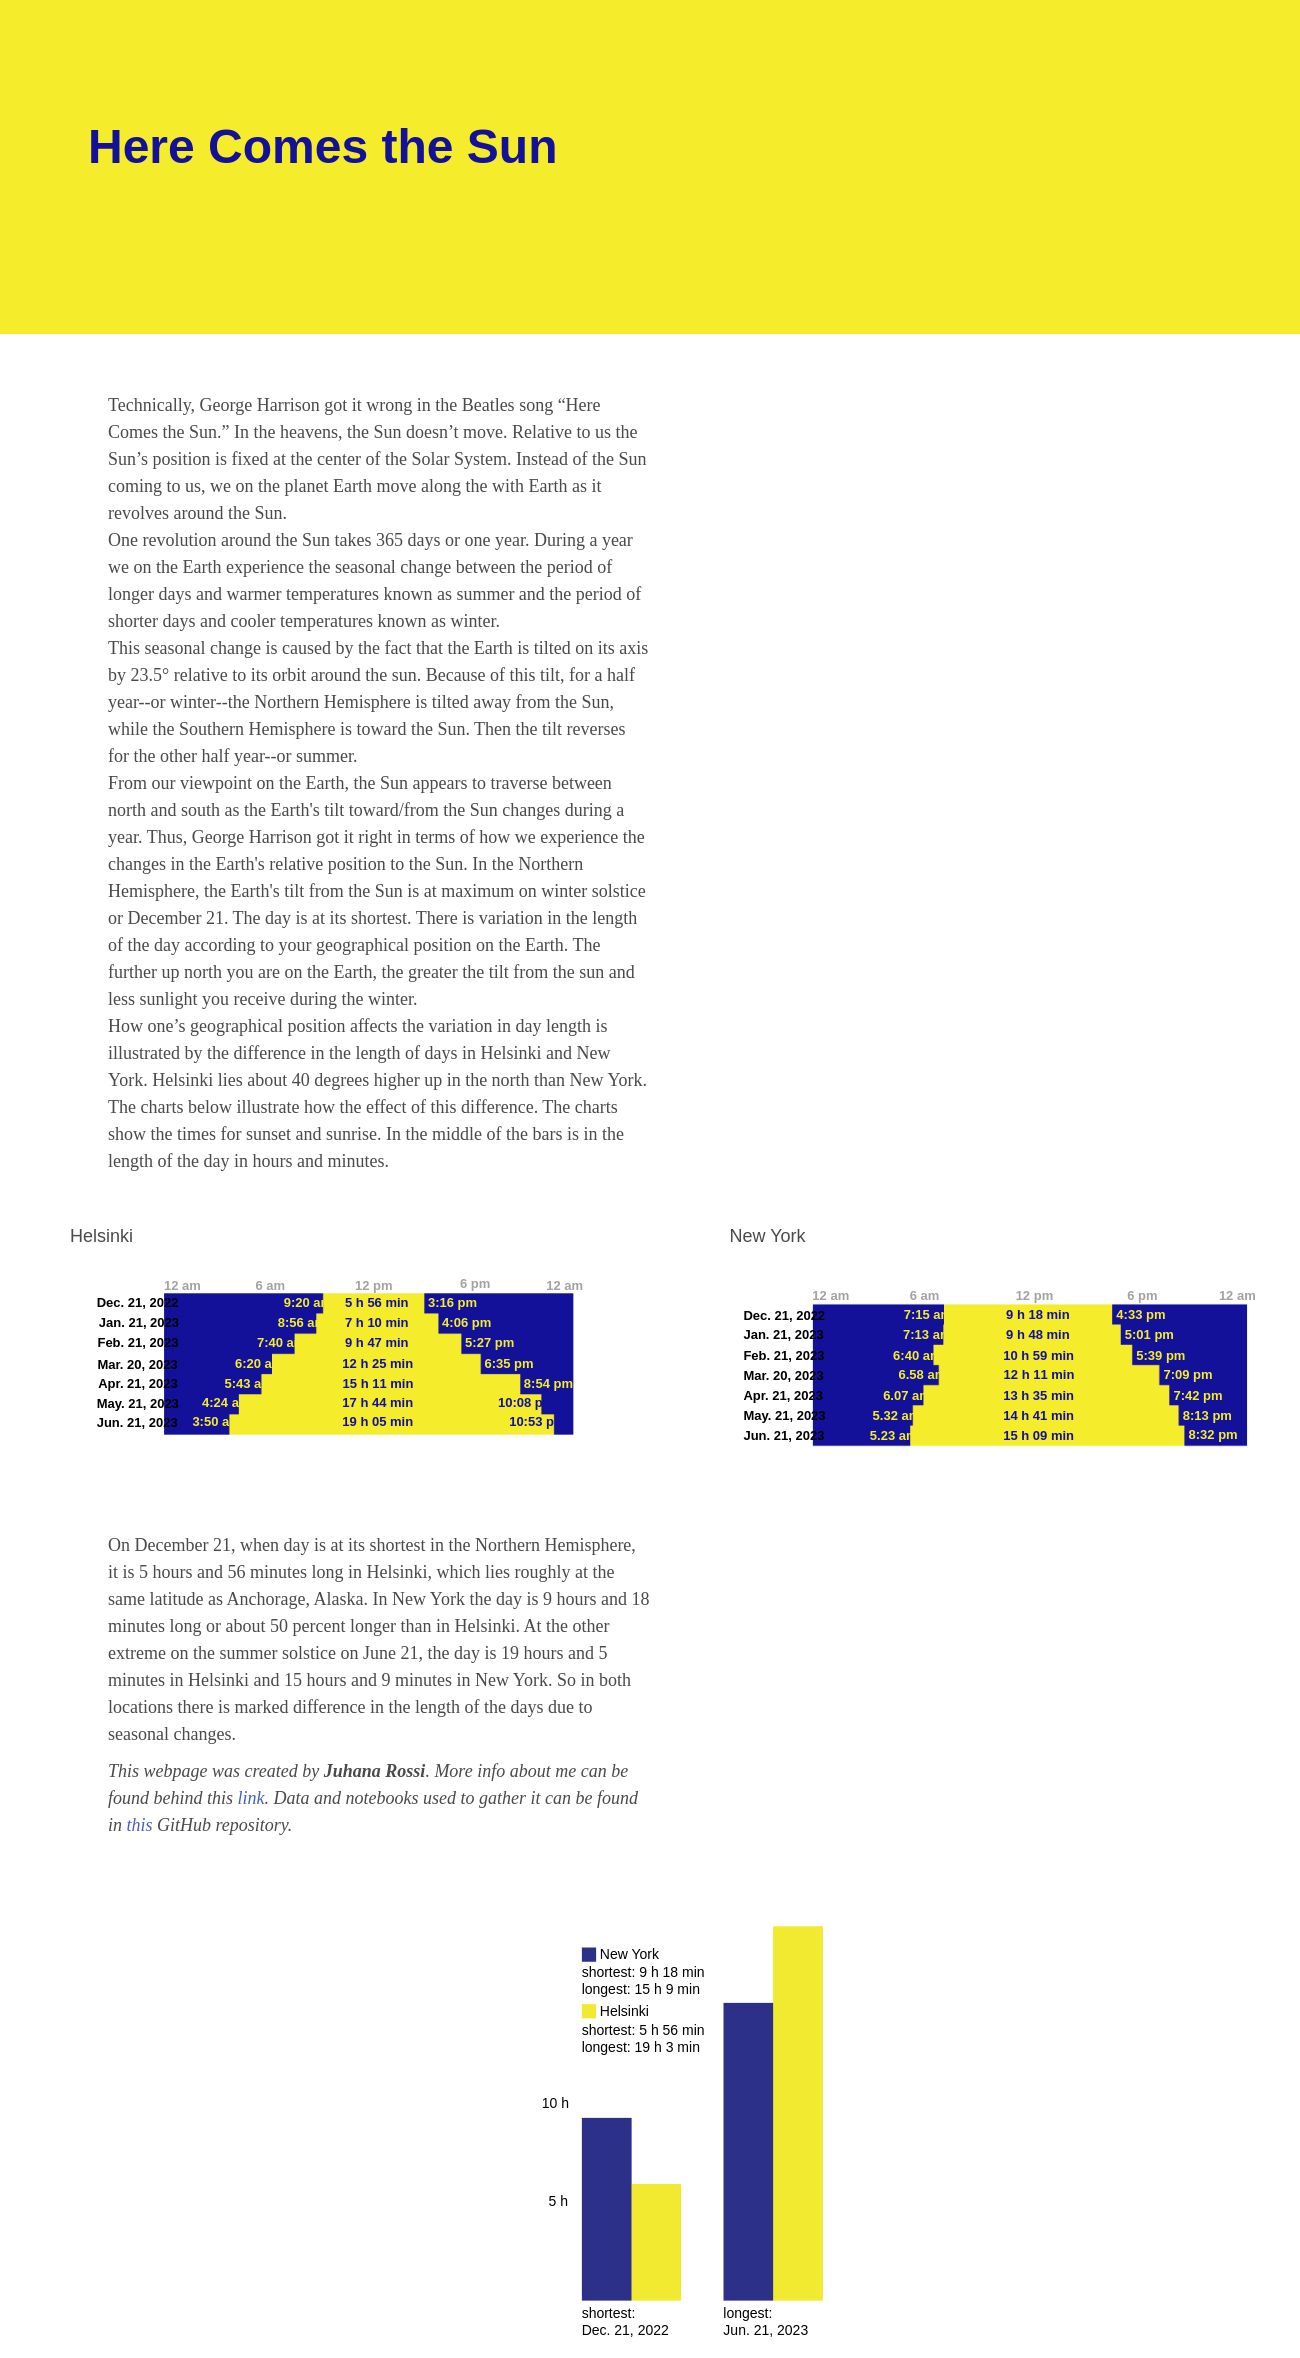 Here Comes the Sun
Technically, George Harrison got it wrong in the Beatles song “Here
Comes the Sun.” In the heavens, the Sun doesn’t move. Relative to us the
Sun’s position is fixed at the center of the Solar System. Instead of the Sun
coming to us, we on the planet Earth move along the with Earth as it
revolves around the Sun.
One revolution around the Sun takes 365 days or one year. During a year
we on the Earth experience the seasonal change between the period of
longer days and warmer temperatures known as summer and the period of
shorter days and cooler temperatures known as winter.
This seasonal change is caused by the fact that the Earth is tilted on its axis
by 23.5° relative to its orbit around the sun. Because of this tilt, for a half
year--or winter--the Northern Hemisphere is tilted away from the Sun,
while the Southern Hemisphere is toward the Sun. Then the tilt reverses
for the other half year--or summer.
From our viewpoint on the Earth, the Sun appears to traverse between
north and south as the Earth's tilt toward/from the Sun changes during a
year. Thus, George Harrison got it right in terms of how we experience the
changes in the Earth's relative position to the Sun. In the Northern
Hemisphere, the Earth's tilt from the Sun is at maximum on winter solstice
or December 21. The day is at its shortest. There is variation in the length
of the day according to your geographical position on the Earth. The
further up north you are on the Earth, the greater the tilt from the sun and
less sunlight you receive during the winter.
How one’s geographical position affects the variation in day length is
illustrated by the difference in the length of days in Helsinki and New
York. Helsinki lies about 40 degrees higher up in the north than New York.
The charts below illustrate how the effect of this difference. The charts
show the times for sunset and sunrise. In the middle of the bars is in the
length of the day in hours and minutes.
Helsinki
12 am 6 am 12 pm 6 pm 12 am
Dec. 21, 2022 9:20 a 5 h 56 min 3:16 pm
Jan. 21, 2023 8:56 a 7 h 10 min 4:06 pm
Feb. 21, 2023 7:40 a 9 h 47 min 5:27 pm
Mar. 20, 2023 6:20 a 12 h 25 min 6:35 pm
Apr. 21, 2023 5:43 a 15 h 11 min 8:54 pm
May. 21, 2023 4:24 a 17 h 44 min 10:08 p
Jun. 21, 2023 3:50 a 19 h 05 min 10:53 p
New York
12 am 6 am 12 pm 6 pm 12 am
Dec. 21, 2022 7:15 a 9 h 18 min 4:33 pm
Jan. 21, 2023 7:13 a 9 h 48 min 5:01 pm
Feb. 21, 2023 6:40 a 10 h 59 min 5:39 pm
Mar. 20, 2023 6.58 a 12 h 11 min 7:09 pm
Apr. 21, 2023 6.07 a 13 h 35 min 7:42 pm
May. 21, 2023 5.32 a 14 h 41 min 8:13 pm
Jun. 21, 2023 5.23 a 15 h 09 min 8:32 pm
On December 21, when day is at its shortest in the Northern Hemisphere,
it is 5 hours and 56 minutes long in Helsinki, which lies roughly at the
same latitude as Anchorage, Alaska. In New York the day is 9 hours and 18
minutes long or about 50 percent longer than in Helsinki. At the other
extreme on the summer solstice on June 21, the day is 19 hours and 5
minutes in Helsinki and 15 hours and 9 minutes in New York. So in both
locations there is marked difference in the length of the days due to
seasonal changes.
This webpage was created by Juhana Rossi. More info about me can be
found behind this link. Data and notebooks used to gather it can be found
in this GitHub repository.
New York
shortest: 9 h 18 min
longest: 15 h 9 min
Helsinki
shortest: 5 h 56 min
longest: 19 h 3 min
10 h
5 h
shortest:
Dec. 21, 2022
longest:
Jun. 21, 2023